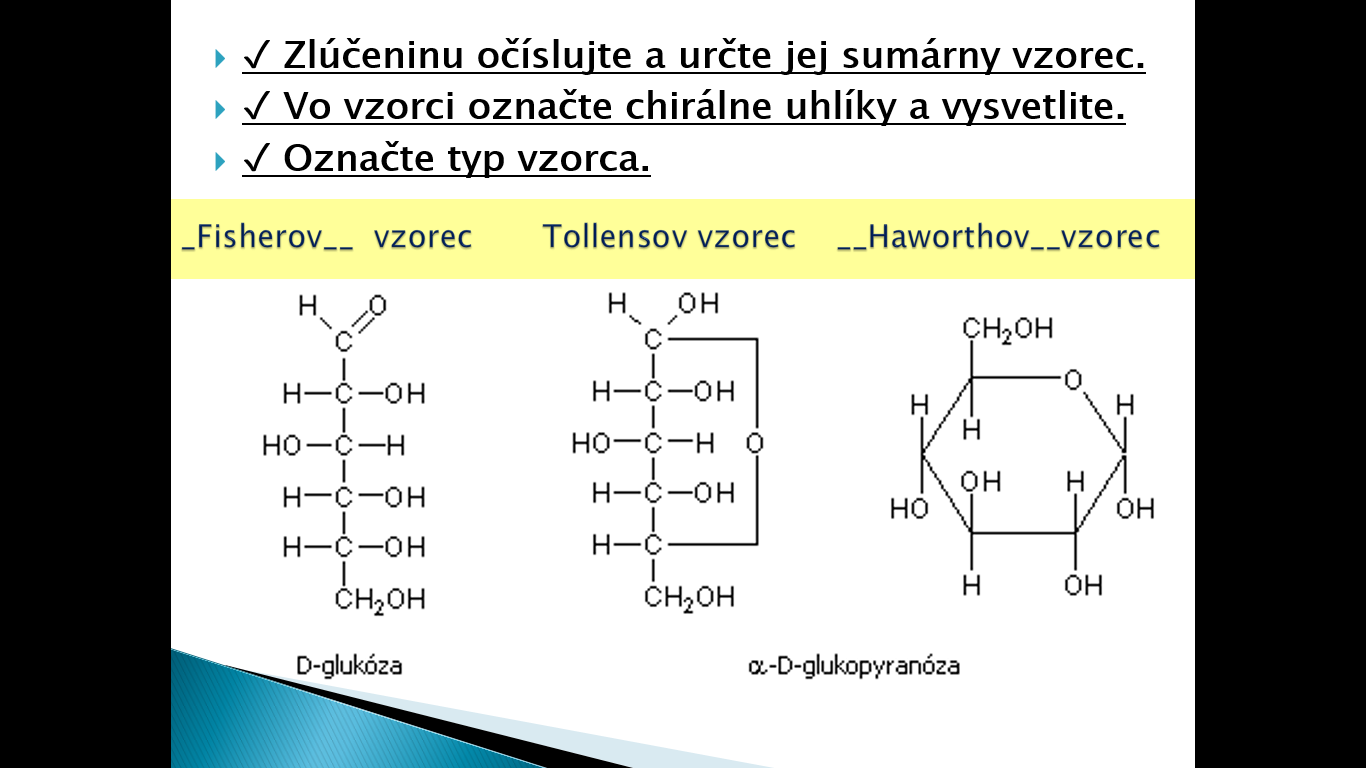 ✓ Zlúčeninu očíslujte a určte jej sumárny vzorec.
✓ Vo vzorci označte chirálne uhlíky a vysvetlite.
✓ Označte typ vzorca.
_Fisherov__ vzorec Tollensov vzorec __Haworthov__vzorec
H O H OH
C C CH2OH
H C OH H C OH O
H H
HO C H HO C H O H
OH H
H C OH H C OH HO OH
H C OH H C
H OH
CH2OH CH2OH
D-glukóza α-D-glukopyranóza